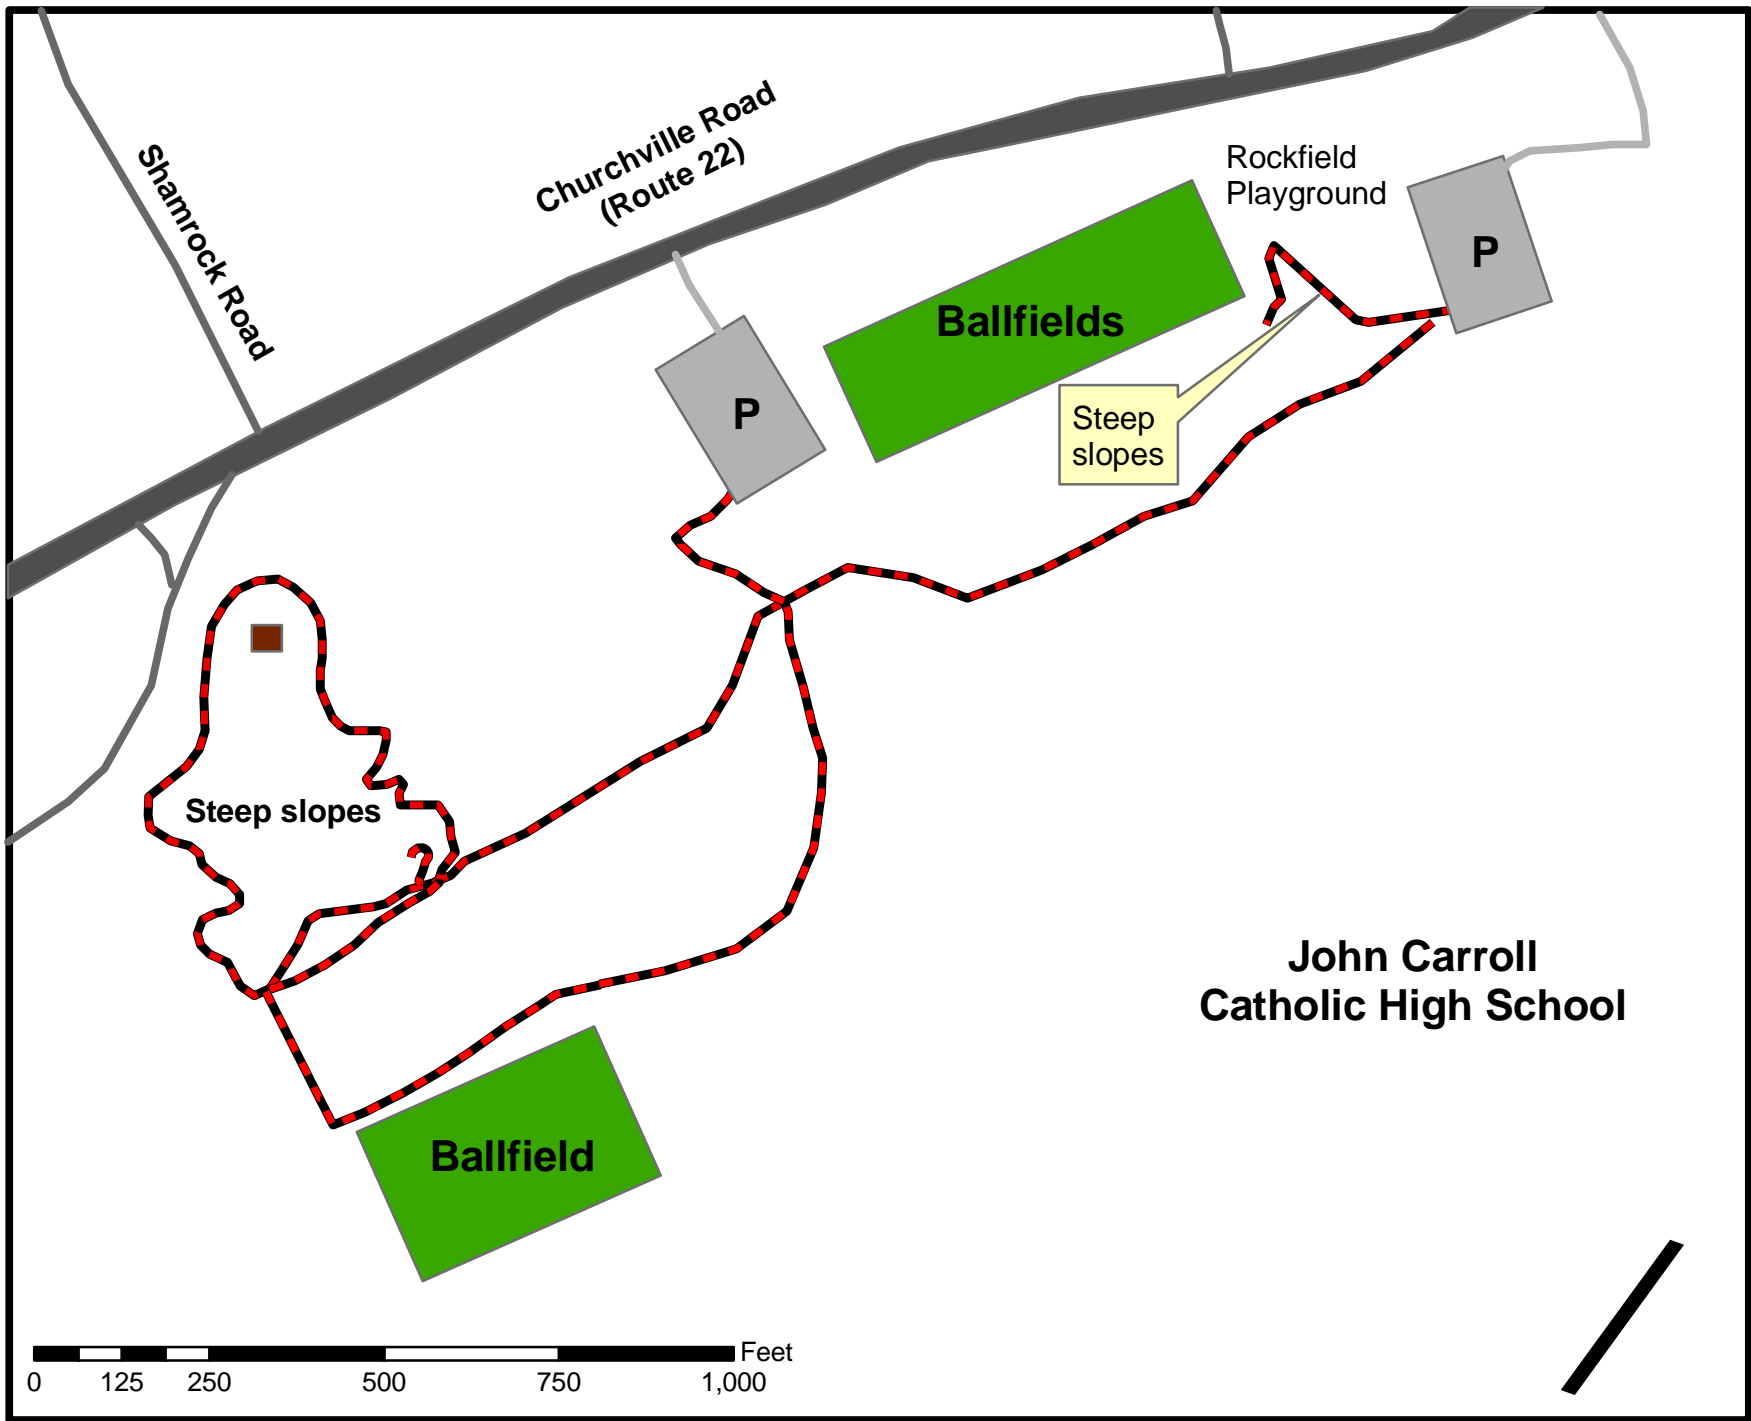 Shamrock Road
Churchville Road
(Route 22)
Rockfield
Playground
P
Ballfields
P
Steep
slopes
Steep slopes
John Carroll
Catholic High School
Ballfield
Feet
0 125 250 500 750 1,000